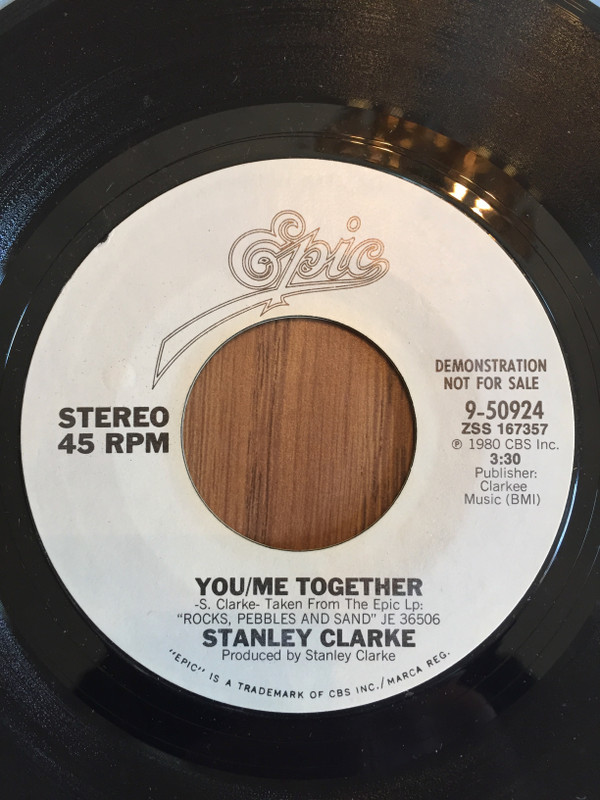 Epic
DEMONSTRATION
NOT FOR SALE
STEREO
45 RPM
9-50924
ZSS 167357
℗ 1980 CBS Inc.
3:30
Publisher:
Clarkee
Music (BMI)
YOU/ME TOGETHER
-S. Clarke- Taken From The Epic Lp:
"ROCKS, PEBBLES AND SAND" JE 36506
STANLEY CLARKE
Produced by Stanley Clarke
"EPIC" IS A TRADEMARK OF CBS INC./MARCA REG.